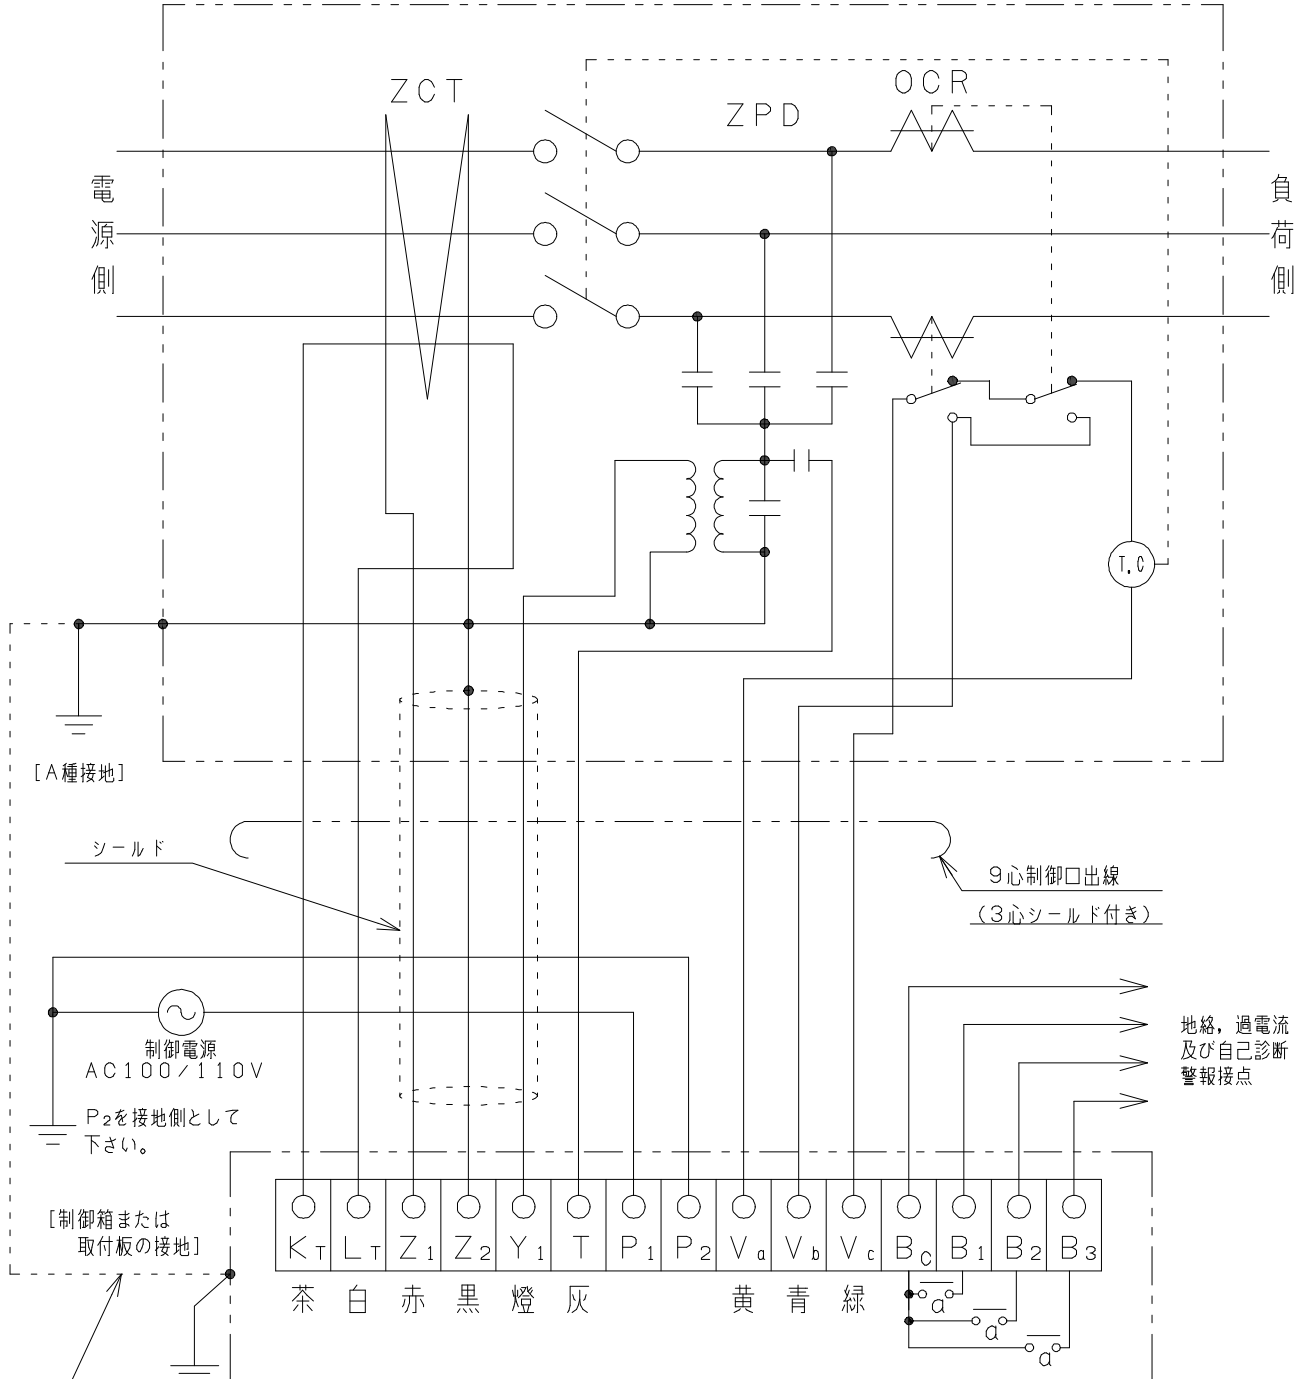 ZCT
ZPD
OCR
電源側
負荷側
T.C
[A種接地]
シールド
9心制御口出線
(3心シールド付き)
制御電源
AC100/110V
P₂を接地側として
下さい。
地絡，過電流
及び自己診断
警報接点
[制御箱または
取付板の接地]
K_T L_T Z₁ Z₂ Y₁ T P₁ P₂ Va Vb Vc Bc B₁ B₂ B₃
茶 白 赤 黒 燈 灰 黄 青 緑
a
a
a